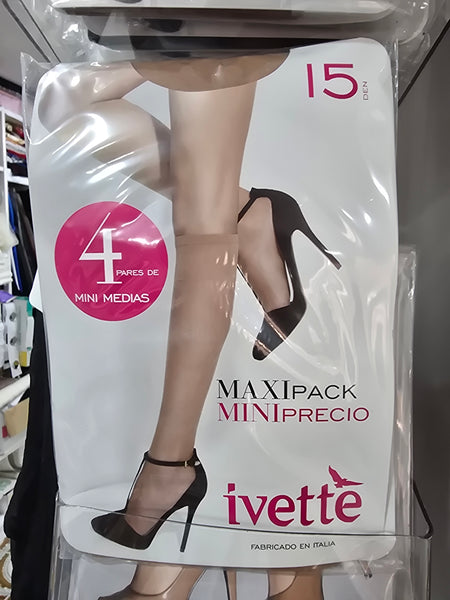 15
DEN
4
PARES DE
MINI MEDIAS
MAXIPACK
MINIPRECIO
ivette
FABRICADO EN ITALIA